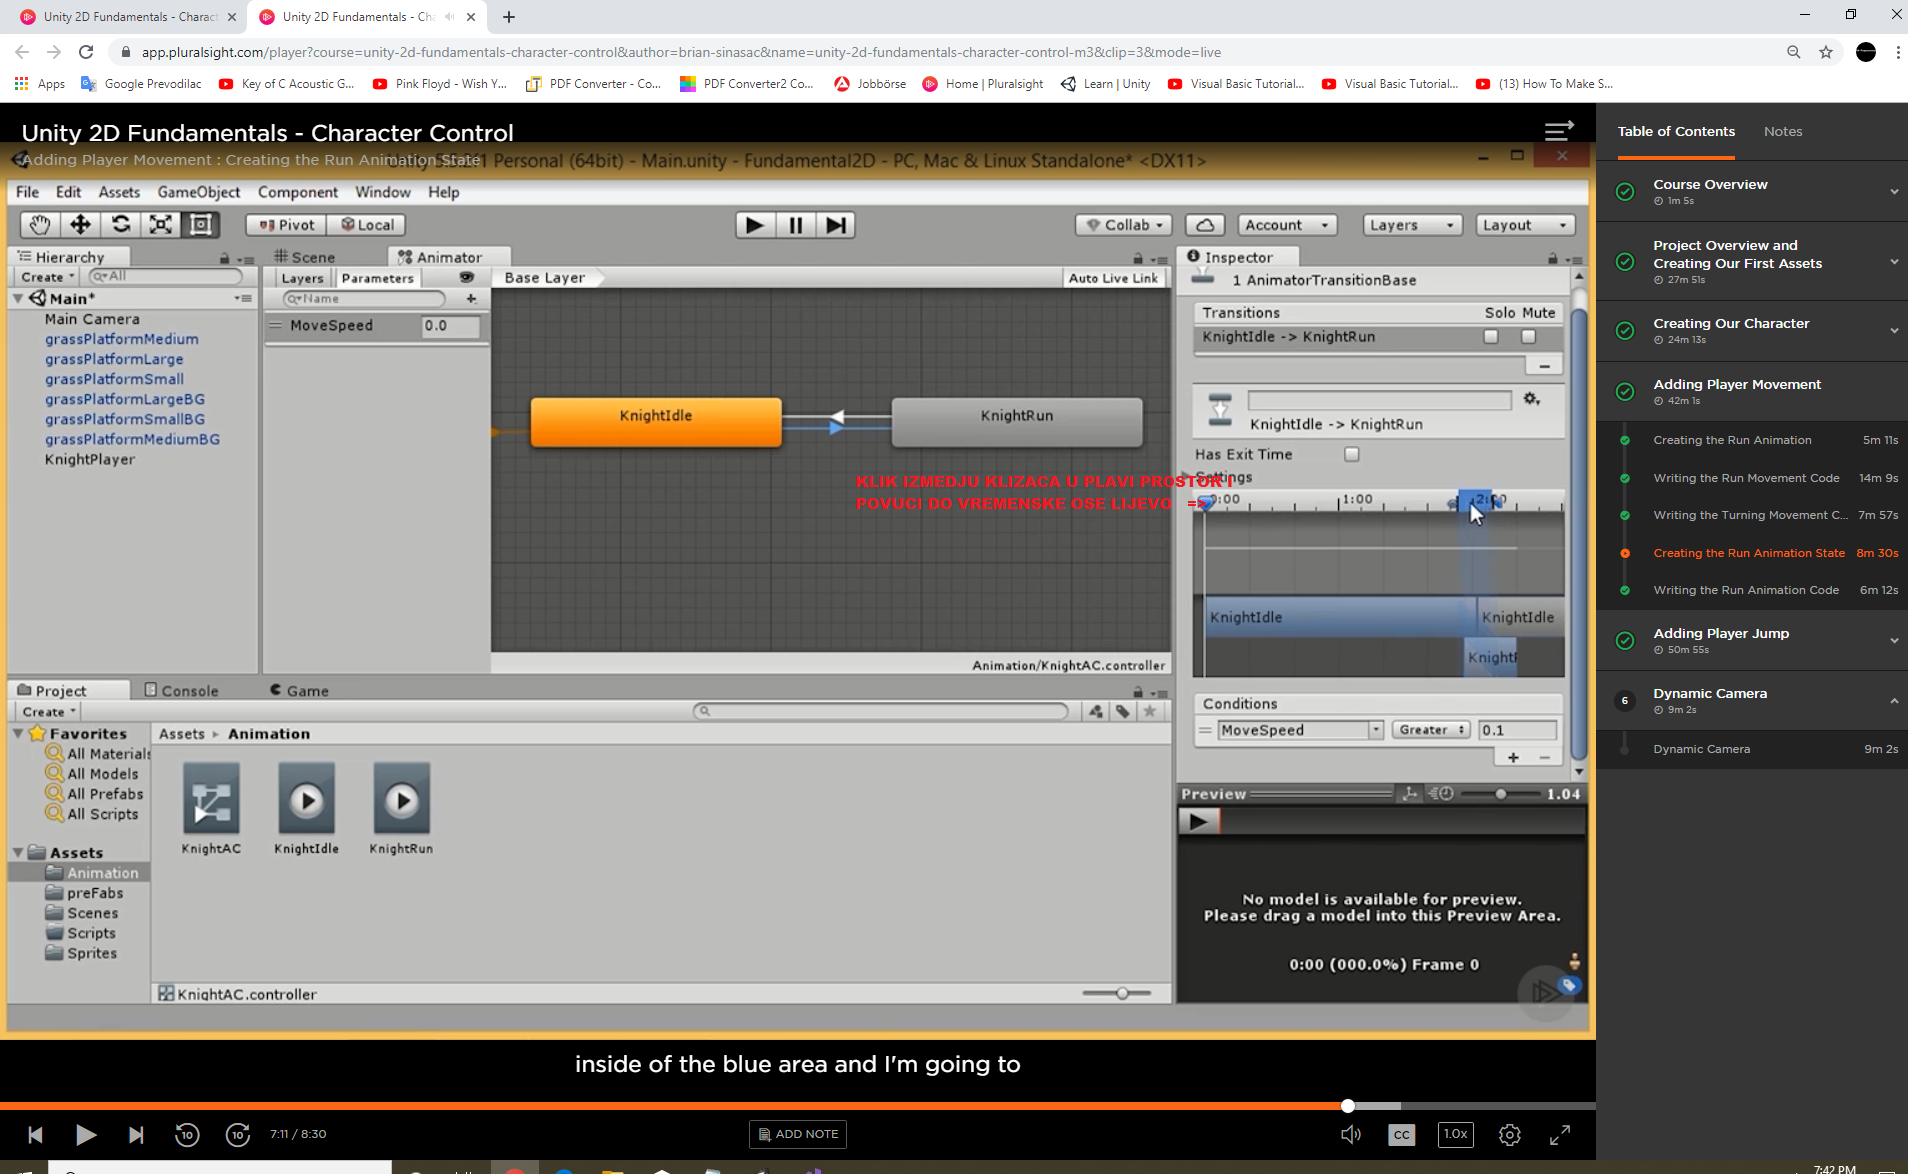 Unity 2D Fundamentals - Charact
Unity 2D Fundamentals - Cha
app.pluralsight.com/player?course=unity-2d-fundamentals-character-control&author=brian-sinasac&name=unity-2d-fundamentals-character-control-m3&clip=3&mode=live
Apps
Google Prevodilac
Key of C Acoustic G...
Pink Floyd - Wish Y...
PDF Converter - Co...
PDF Converter2 Co...
Jobbörse
Home | Pluralsight
Learn | Unity
Visual Basic Tutorial...
Visual Basic Tutorial...
(13) How To Make S...
Unity 2D Fundamentals - Character Control
Adding Player Movement : Creating the Run Animation State
Personal (64bit) - Main.unity - Fundamental2D - PC, Mac & Linux Standalone* <DX11>
File Edit Assets GameObject Component Window Help
Pivot Local
Collab Account Layers Layout
Hierarchy
Create All
Main*
Main Camera
grassPlatformMedium
grassPlatformLarge
grassPlatformSmall
grassPlatformLargeBG
grassPlatformSmallBG
grassPlatformMediumBG
KnightPlayer
Scene Animator
Layers Parameters
Name
MoveSpeed 0.0
Base Layer Auto Live Link
KnightIdle
KnightRun
KLIK IZMEDJU KLIZACA U PLAVI PROSTOR I
POVUCI DO VREMENSKE OSE LIJEVO =>
Animation/KnightAC.controller
Inspector
1 AnimatorTransitionBase
Transitions Solo Mute
KnightIdle -> KnightRun
KnightIdle -> KnightRun
Has Exit Time
Settings
0:00 1:00 2:00
KnightIdle KnightIdle
Knight
Conditions
MoveSpeed Greater 0.1
+ -
Preview 1.04
No model is available for preview.
Please drag a model into this Preview Area.
0:00 (000.0%) Frame 0
Project Console Game
Create
Favorites
All Materials
All Models
All Prefabs
All Scripts
Assets
Animation
preFabs
Scenes
Scripts
Sprites
Assets Animation
KnightAC
KnightIdle
KnightRun
KnightAC.controller
inside of the blue area and I'm going to
10
10
7:11 / 8:30
ADD NOTE
CC
1.0x
Table of Contents Notes
Course Overview
1m 5s
Project Overview and
Creating Our First Assets
27m 51s
Creating Our Character
24m 13s
Adding Player Movement
42m 1s
Creating the Run Animation 5m 11s
Writing the Run Movement Code 14m 9s
Writing the Turning Movement C... 7m 57s
Creating the Run Animation State 8m 30s
Writing the Run Animation Code 6m 12s
Adding Player Jump
50m 55s
6
Dynamic Camera
9m 2s
Dynamic Camera 9m 2s
7:42 PM